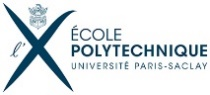 l'X
ÉCOLE
POLYTECHNIQUE
UNIVERSITÉ PARIS-SACLAY